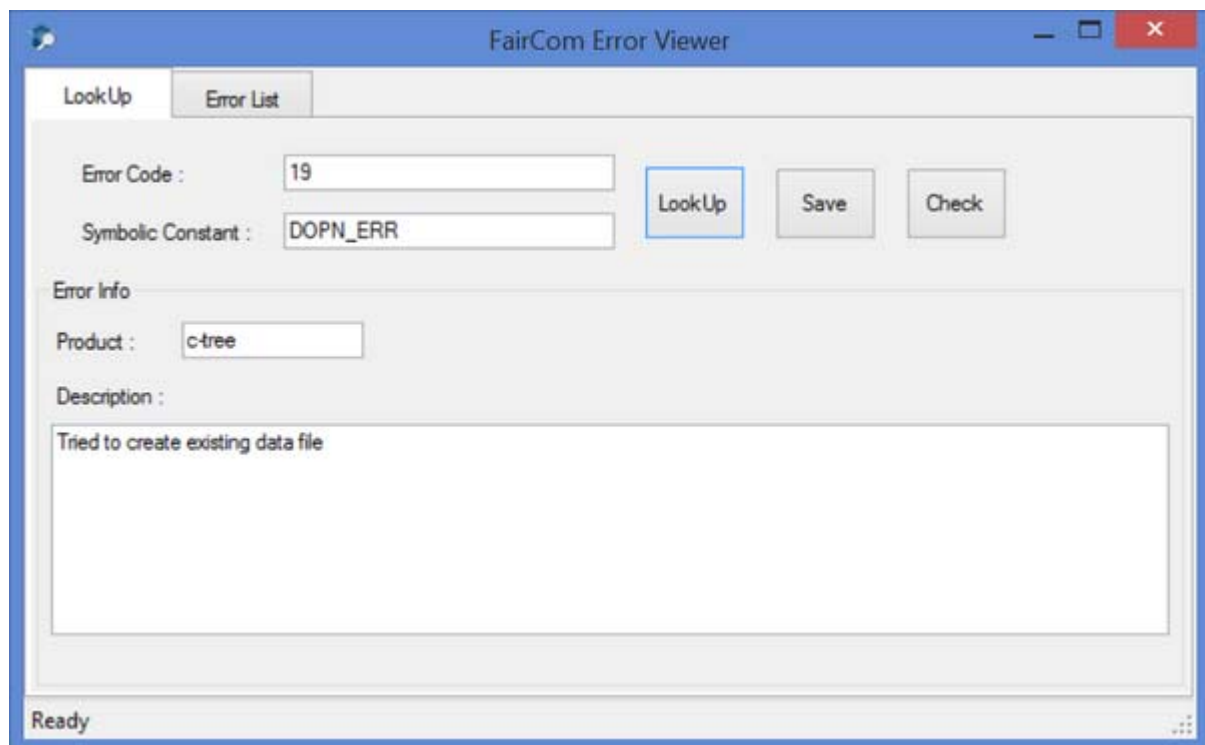 FairCom Error Viewer
LookUp Error List
Error Code : 19
Symbolic Constant : DOPN_ERR
LookUp Save Check
Error Info
Product : c-tree
Description :
Tried to create existing data file
Ready